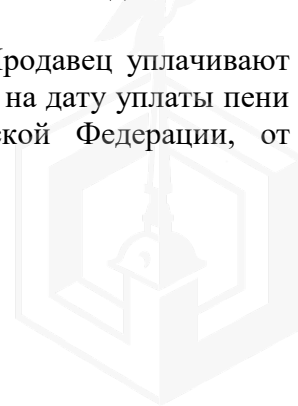 Продавец уплачивают
на дату уплаты пени
ской Федерации, от